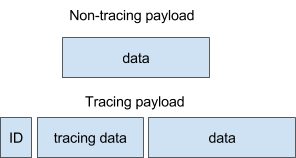 Non-tracing payload
data
Tracing payload
ID tracing data data